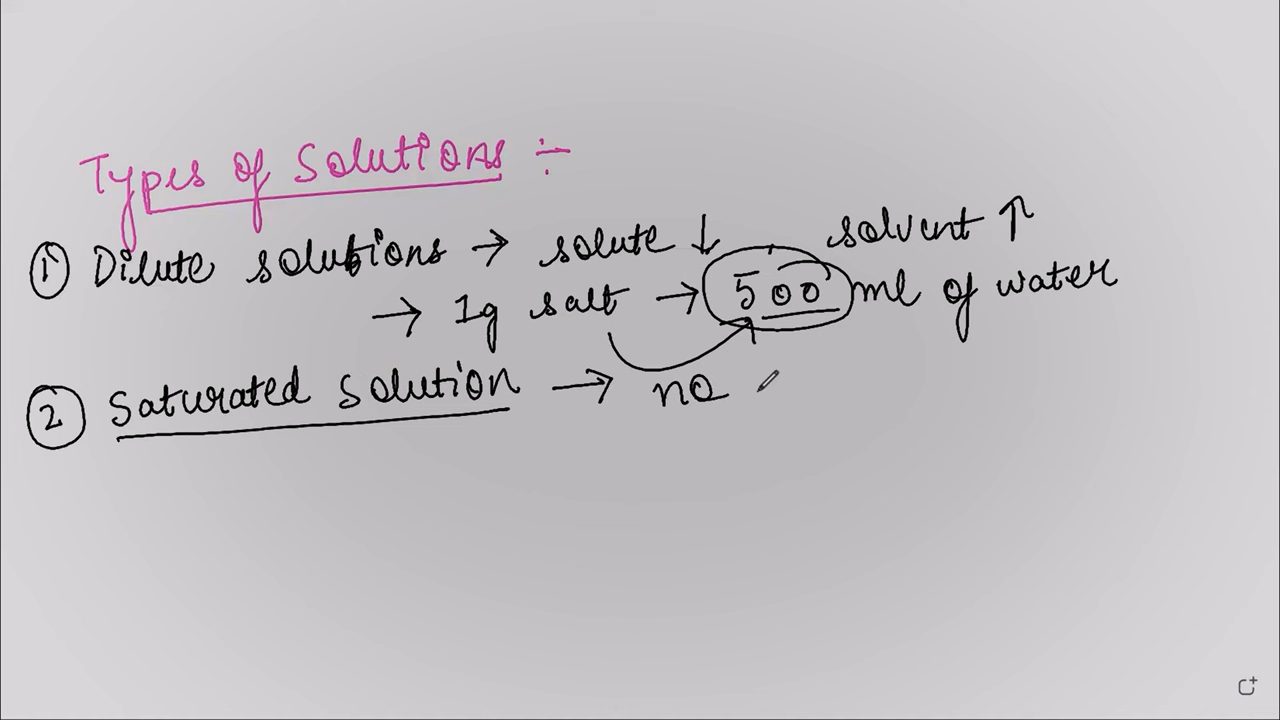 Types of Solutions :-
① Dilute solutions → solute ↓ solvent ↑
→ 1g salt → 500 ml of water
② Saturated solution → no